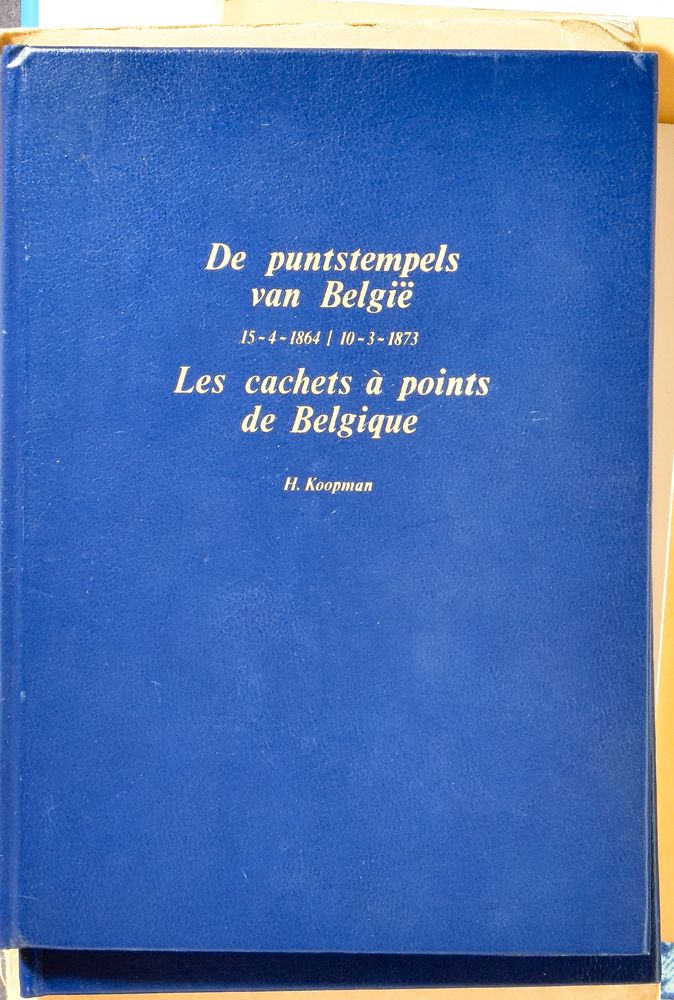 De puntstempels
van België
15-4-1864 / 10-3-1873
Les cachets à points
de Belgique
H. Koopman